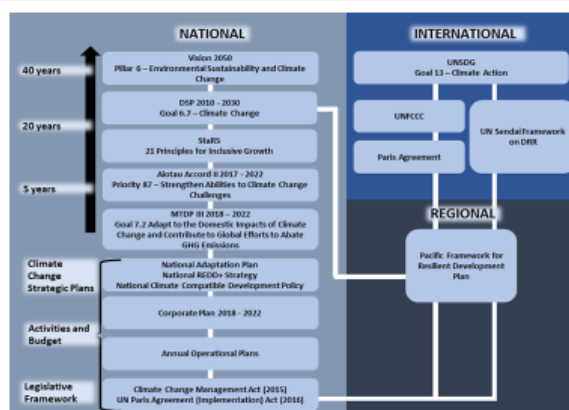 NATIONAL
40 years
20 years
5 years
Vision 2050
Pillar 6 – Environmental Sustainability and Climate
Change
DSP 2010 - 2030
Goal 6.7 – Climate Change
StaRS
21 Principles for Inclusive Growth
Alotau Accord II 2017 - 2022
Priority 87 – Strengthen Abilities to Climate Change
Challenges
MTDP III 2018 – 2022
Goal 7.2 Adapt to the Domestic Impacts of Climate
Change and Contribute to Global Efforts to Abate
GHG Emissions
Climate
Change
Strategic Plans
National Adaptation Plan
National REDD+ Strategy
National Climate Compatible Development Policy
Activities and
Budget
Corporate Plan 2018 - 2022
Annual Operational Plans
Legislative
Framework
Climate Change Management Act (2015)
UN Paris Agreement (Implementation) Act (2016)
INTERNATIONAL
UNSDG
Goal 13 – Climate Action
UNFCCC
Paris Agreement
UN Sendai Framework
on DRR
REGIONAL
Pacific Framework for
Resilient Development
Plan